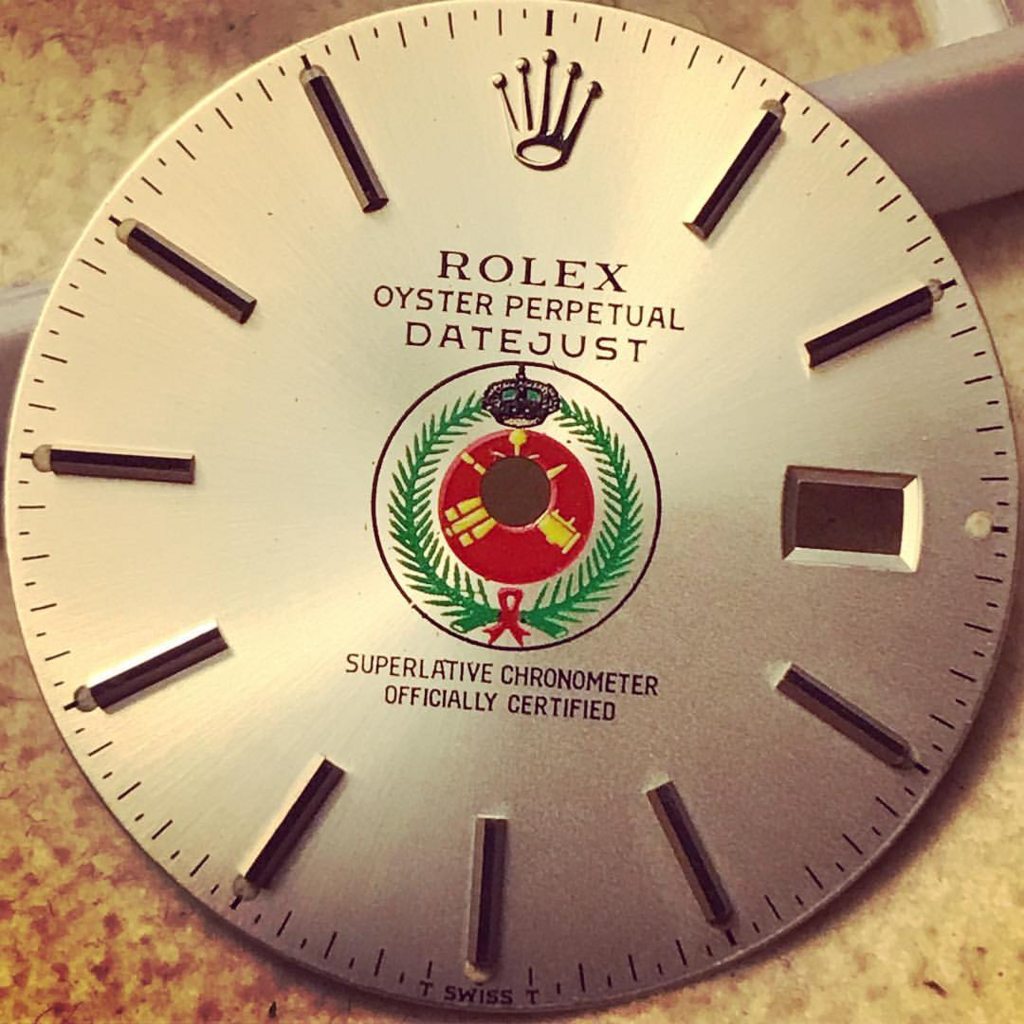 ROLEX
OYSTER PERPETUAL
DATEJUST
SUPERLATIVE CHRONOMETER
OFFICIALLY CERTIFIED
T SWISS T